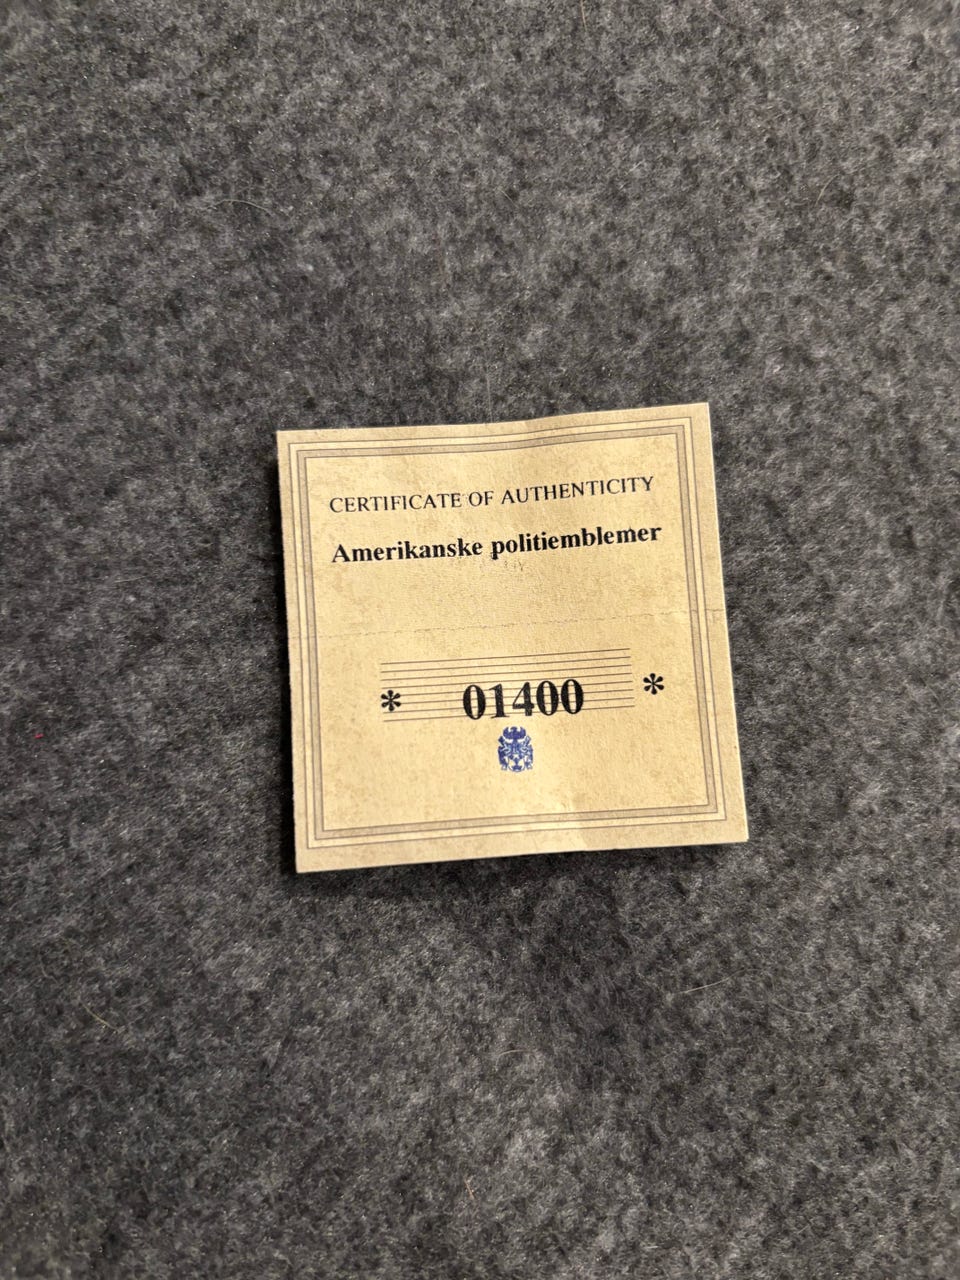 CERTIFICATE OF AUTHENTICITY
Amerikanske politiemblemer
* 01400 *